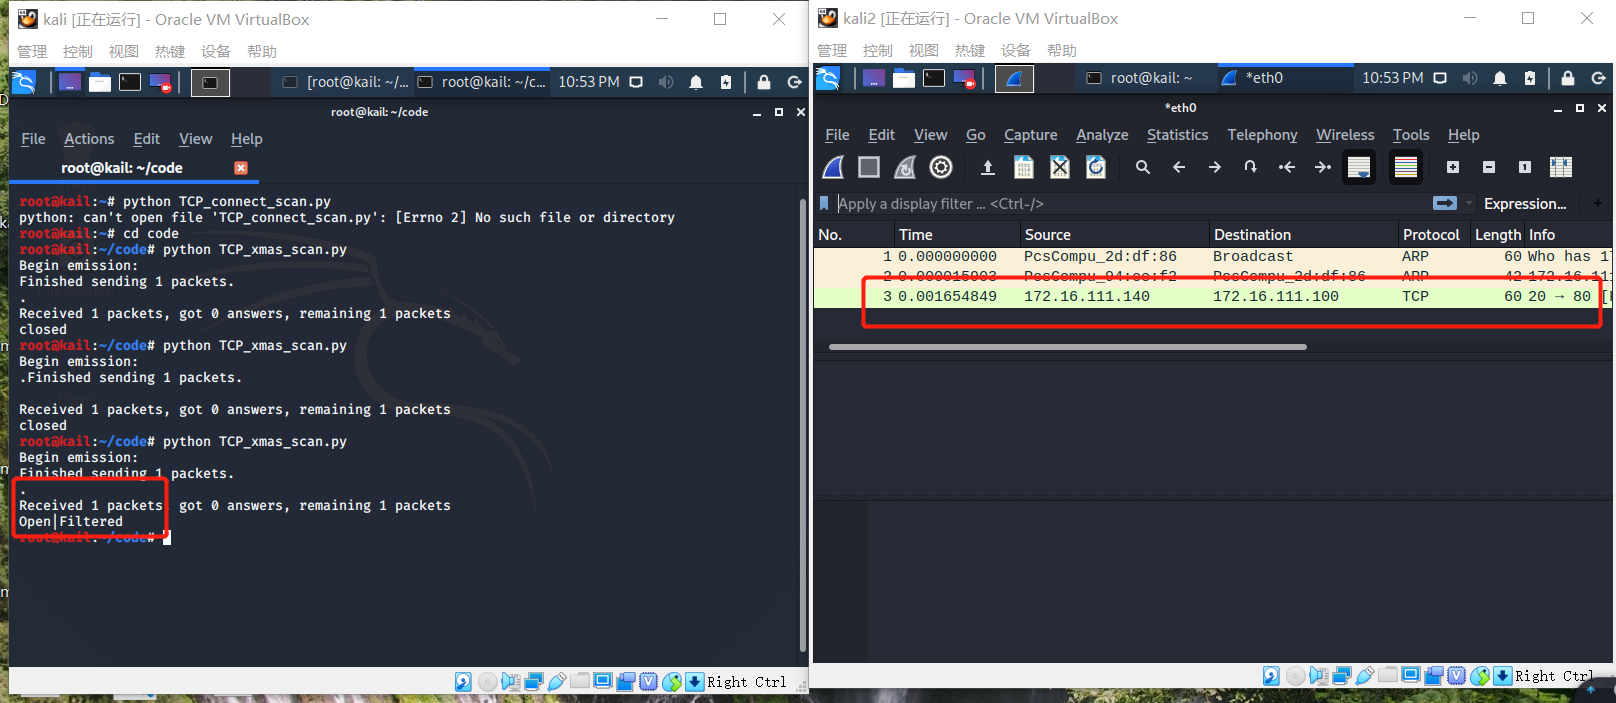 kali [正在运行] - Oracle VM VirtualBox
管理 控制 视图 热键 设备 帮助
[root@kail: ~/... root@kail: ~/c... 10:53 PM
root@kail: ~/code
File Actions Edit View Help
root@kail: ~/code
root@kail:~# python TCP_connect_scan.py
python: can't open file 'TCP_connect_scan.py': [Errno 2] No such file or directory
root@kail:~# cd code
root@kail:~/code# python TCP_xmas_scan.py
Begin emission:
Finished sending 1 packets.
.
Received 1 packets, got 0 answers, remaining 1 packets
closed
root@kail:~/code# python TCP_xmas_scan.py
Begin emission:
.Finished sending 1 packets.
Received 1 packets, got 0 answers, remaining 1 packets
closed
root@kail:~/code# python TCP_xmas_scan.py
Begin emission:
Finished sending 1 packets.
.
Received 1 packets, got 0 answers, remaining 1 packets
Open|Filtered
root@kail:~/code#
Right Ctrl
kali2 [正在运行] - Oracle VM VirtualBox
管理 控制 视图 热键 设备 帮助
root@kail: ~ *eth0 10:53 PM
*eth0
File Edit View Go Capture Analyze Statistics Telephony Wireless Tools Help
Apply a display filter ... <Ctrl-/> Expression... +
No. Time Source Destination Protocol Length Info
1 0.000000000 PcsCompu_2d:df:86 Broadcast ARP 60 Who has 1
2 0.000015903 PcsCompu_94:ee:f2 PcsCompu_2d:df:86 ARP 42 172.16.111
3 0.001654849 172.16.111.140 172.16.111.100 TCP 60 20 → 80 [
Right Ctrl